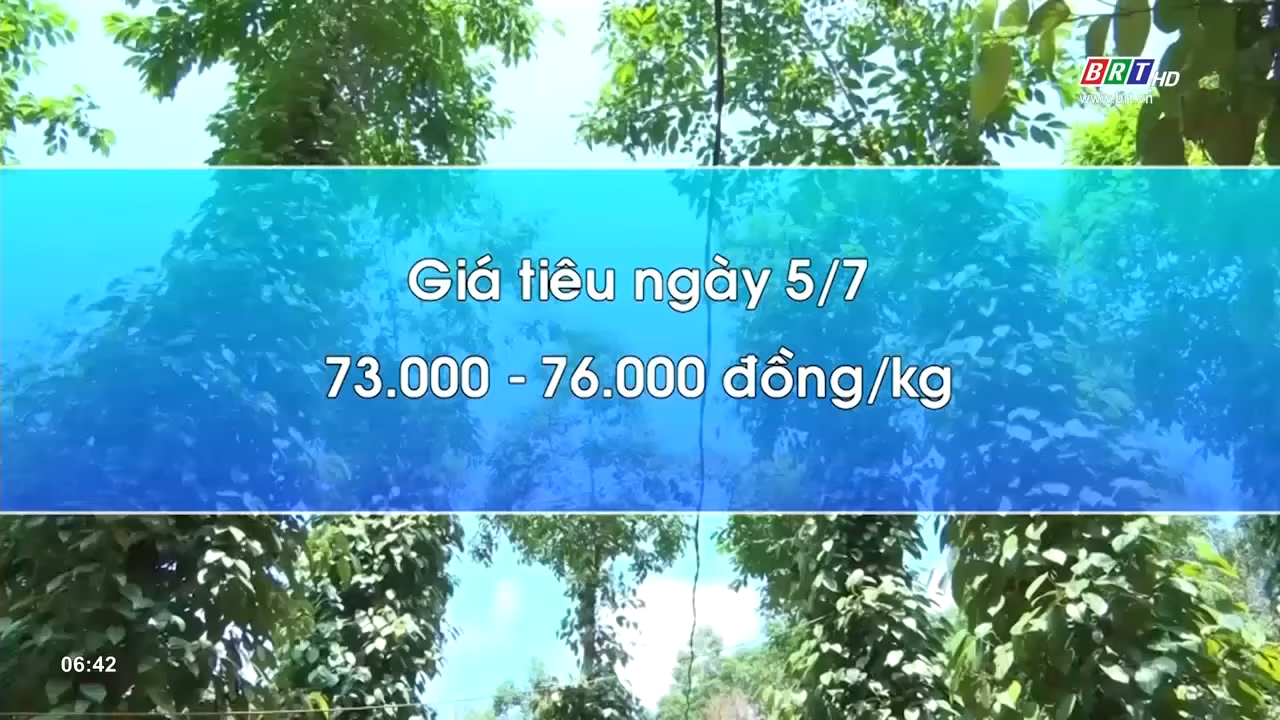 BRT HD
www.brt.vn
Giá tiêu ngày 5/7
73.000 - 76.000 đồng/kg
06:42